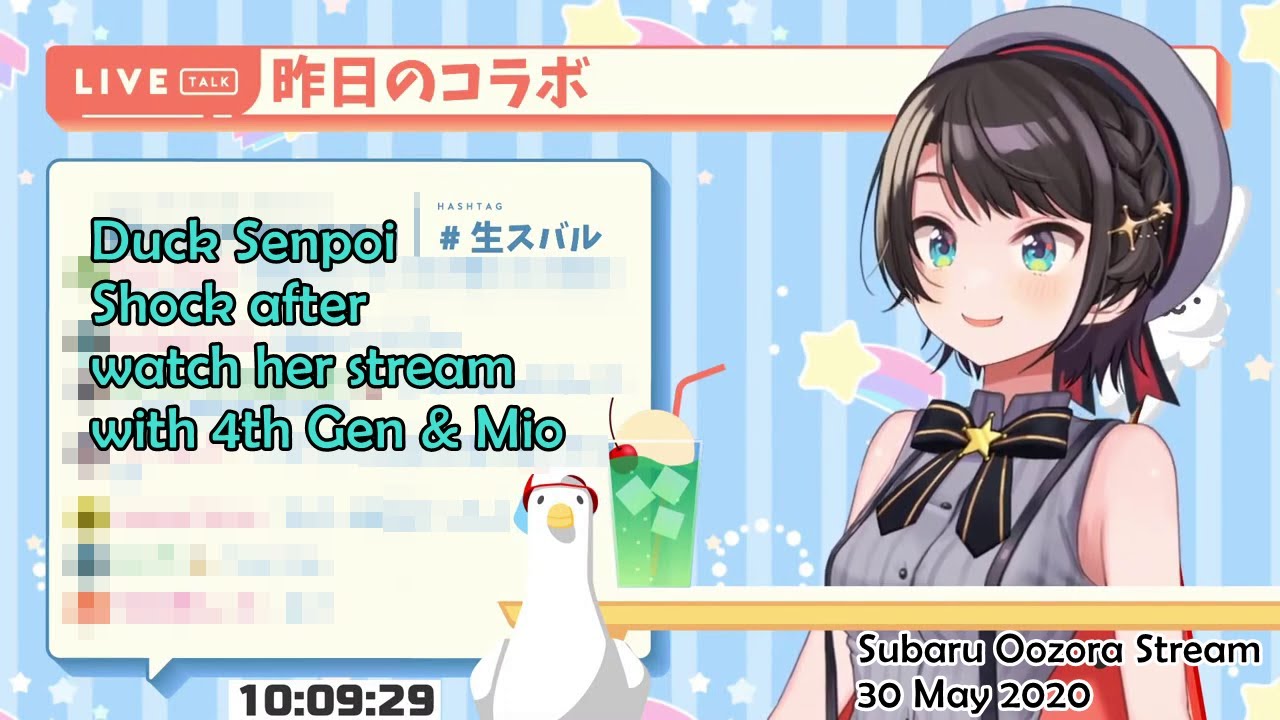 LIVE TALK 昨日のコラボ
HASHTAG
# 生スバル
Duck Senpoi
Shock after
watch her stream
with 4th Gen & Mio
Subaru Oozora Stream
30 May 2020
10:09:29